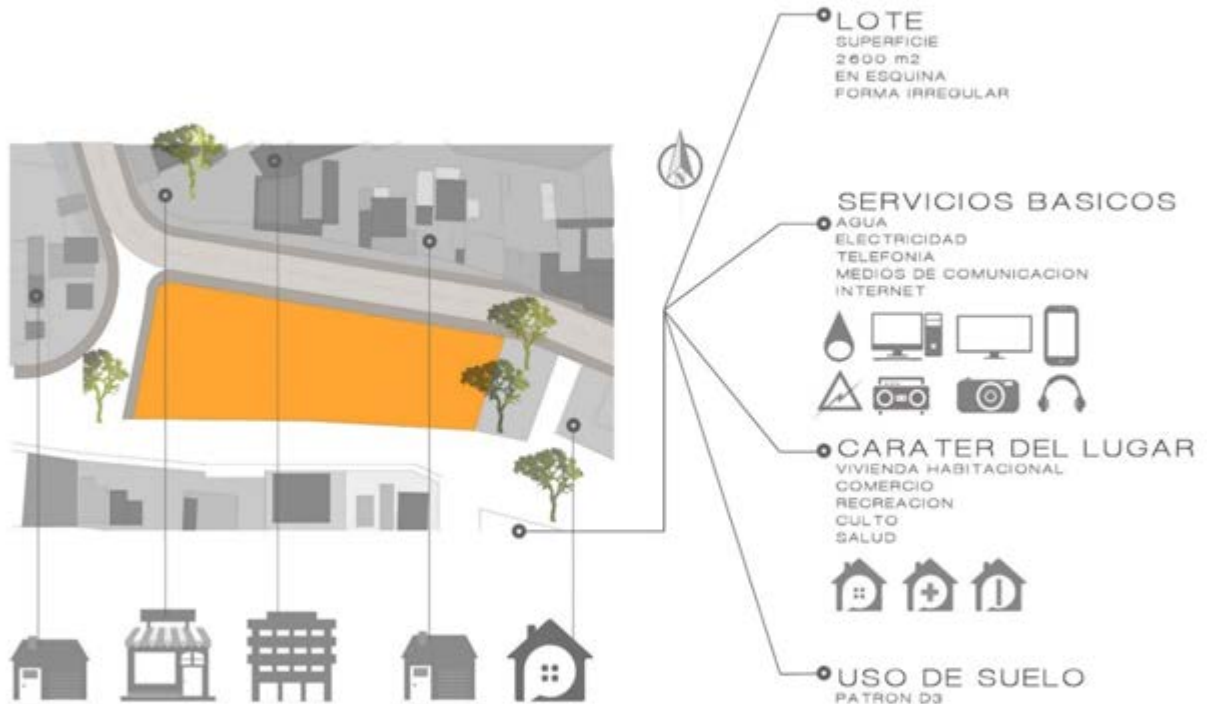 LOTE
SUPERFICIE
2600 m2
EN ESQUINA
FORMA IRREGULAR
SERVICIOS BASICOS
AGUA
ELECTRICIDAD
TELEFONIA
MEDIOS DE COMUNICACION
INTERNET
CARATER DEL LUGAR
VIVIENDA HABITACIONAL
COMERCIO
RECREACION
CULTO
SALUD
USO DE SUELO
PATRON D3